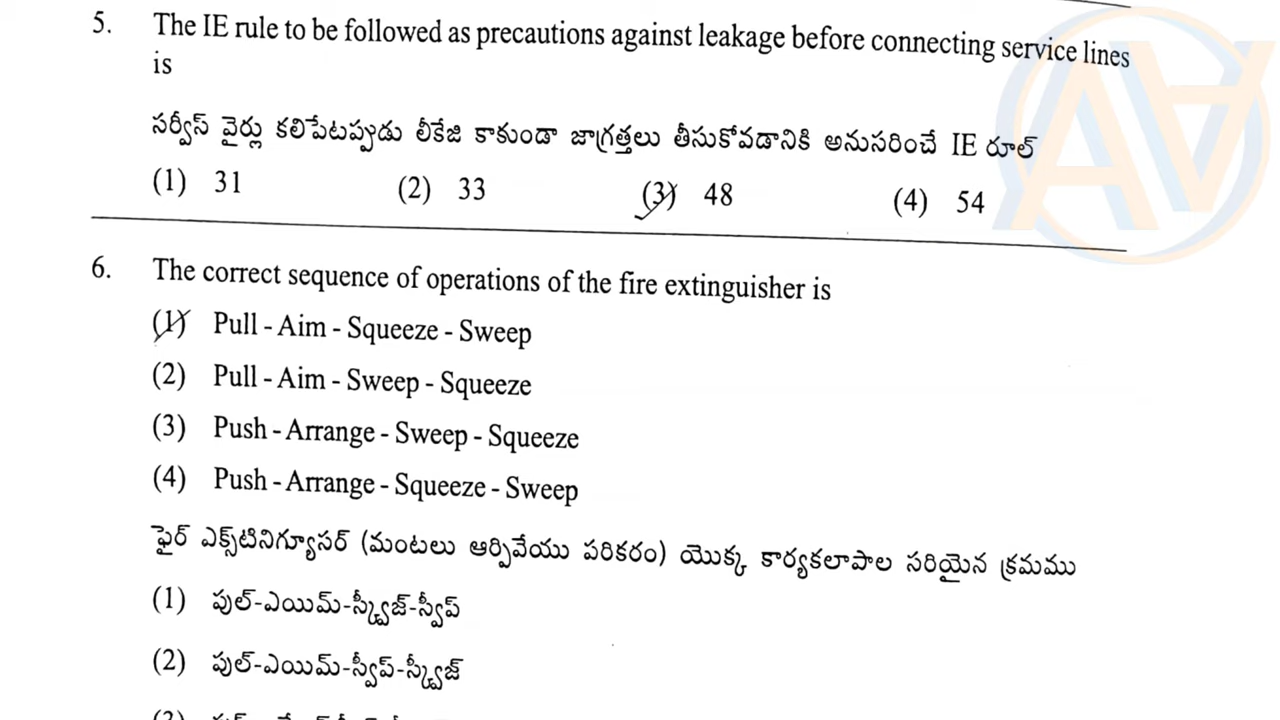 5. The IE rule to be followed as precautions against leakage before connecting service lines
is
సర్వీస్ వైర్లు కలిపేటప్పుడు లీకేజి కాకుండా జాగ్రత్తలు తీసుకోవడానికి అనుసరించే IE రూల్
(1) 31 (2) 33 (3) 48 (4) 54
6. The correct sequence of operations of the fire extinguisher is
(1) Pull - Aim - Squeeze - Sweep
(2) Pull - Aim - Sweep - Squeeze
(3) Push - Arrange - Sweep - Squeeze
(4) Push - Arrange - Squeeze - Sweep
ఫైర్ ఎక్స్‌టినిగ్యూసర్ (మంటలు ఆర్పివేయు పరికరం) యొక్క కార్యకలాపాల సరియైన క్రమము
(1) పుల్-ఎయిమ్-స్క్వీజ్-స్వీప్
(2) పుల్-ఎయిమ్-స్వీప్-స్క్వీజ్